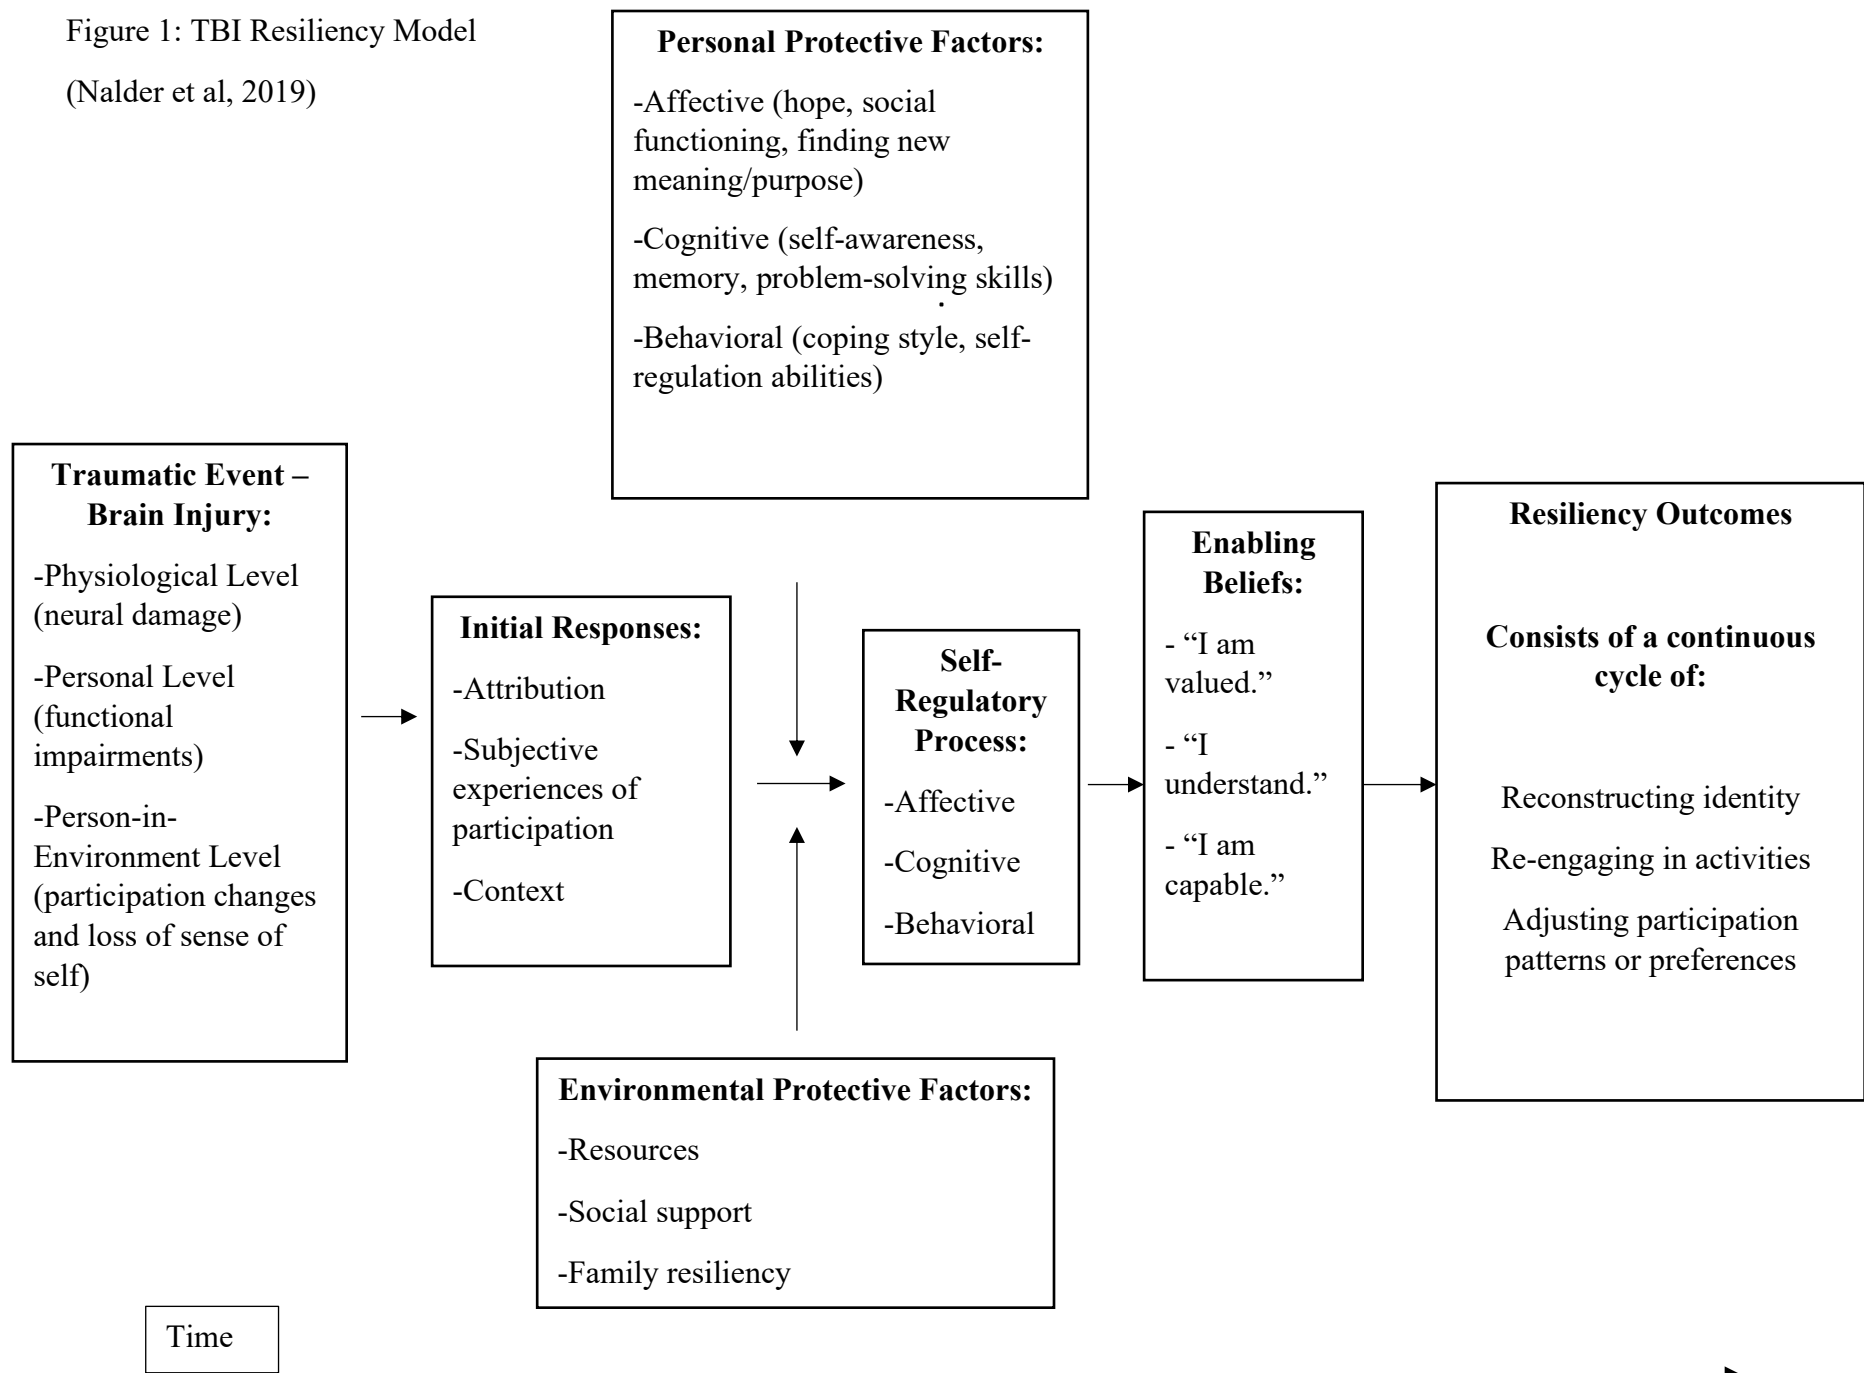 Figure 1: TBI Resiliency Model
(Nalder et al, 2019)
Personal Protective Factors:
-Affective (hope, social
functioning, finding new
meaning/purpose)
-Cognitive (self-awareness,
memory, problem-solving skills)
-Behavioral (coping style, self-
regulation abilities)
Traumatic Event –
Brain Injury:
-Physiological Level
(neural damage)
-Personal Level
(functional
impairments)
-Person-in-
Environment Level
(participation changes
and loss of sense of
self)
Initial Responses:
-Attribution
-Subjective
experiences of
participation
-Context
Self-
Regulatory
Process:
-Affective
-Cognitive
-Behavioral
Enabling
Beliefs:
- “I am
valued.”
- “I
understand.”
- “I am
capable.”
Resiliency Outcomes
Consists of a continuous
cycle of:
Reconstructing identity
Re-engaging in activities
Adjusting participation
patterns or preferences
Environmental Protective Factors:
-Resources
-Social support
-Family resiliency
Time